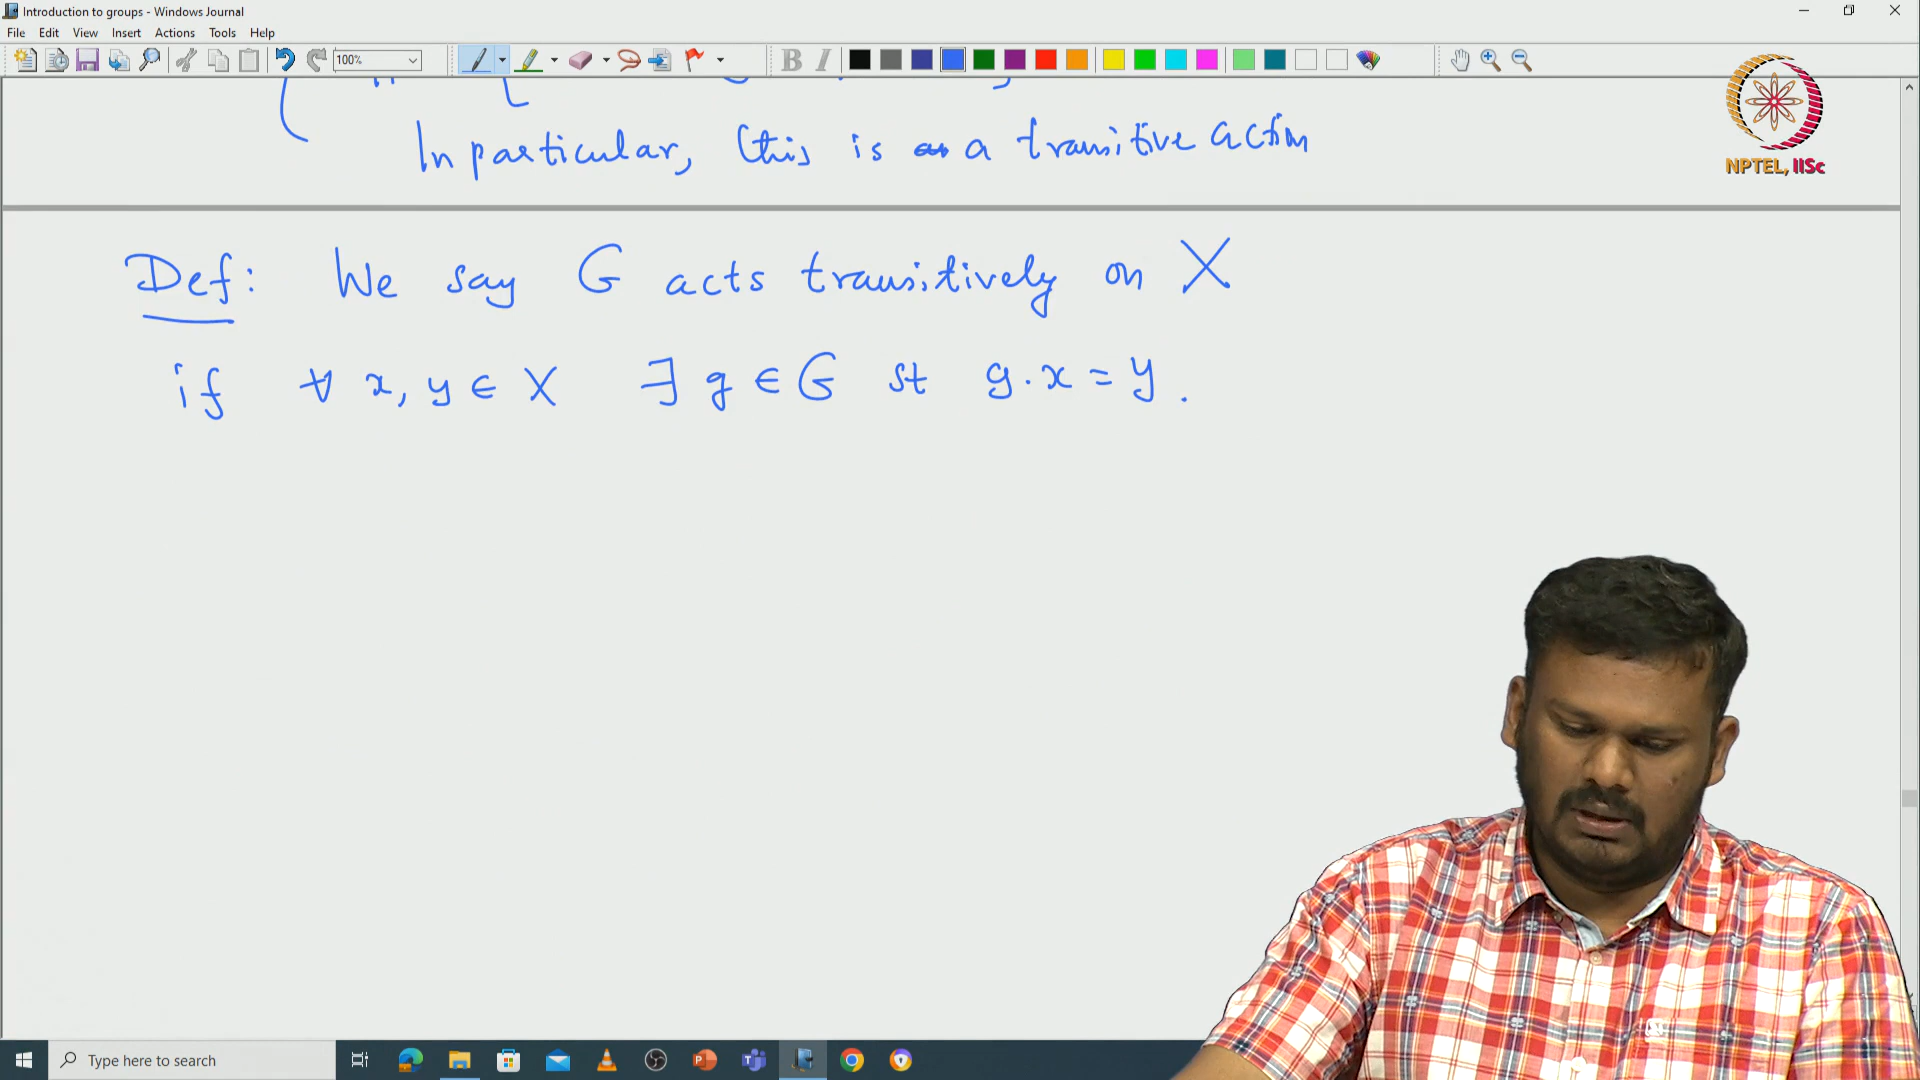 Introduction to groups - Windows Journal
File Edit View Insert Actions Tools Help
100%
B I
NPTEL, IISc
In particular, this is a transitive action
Def: We say G acts transitively on X
if ∀ x, y ∈ X ∃ g ∈ G st g.x = y.
Type here to search